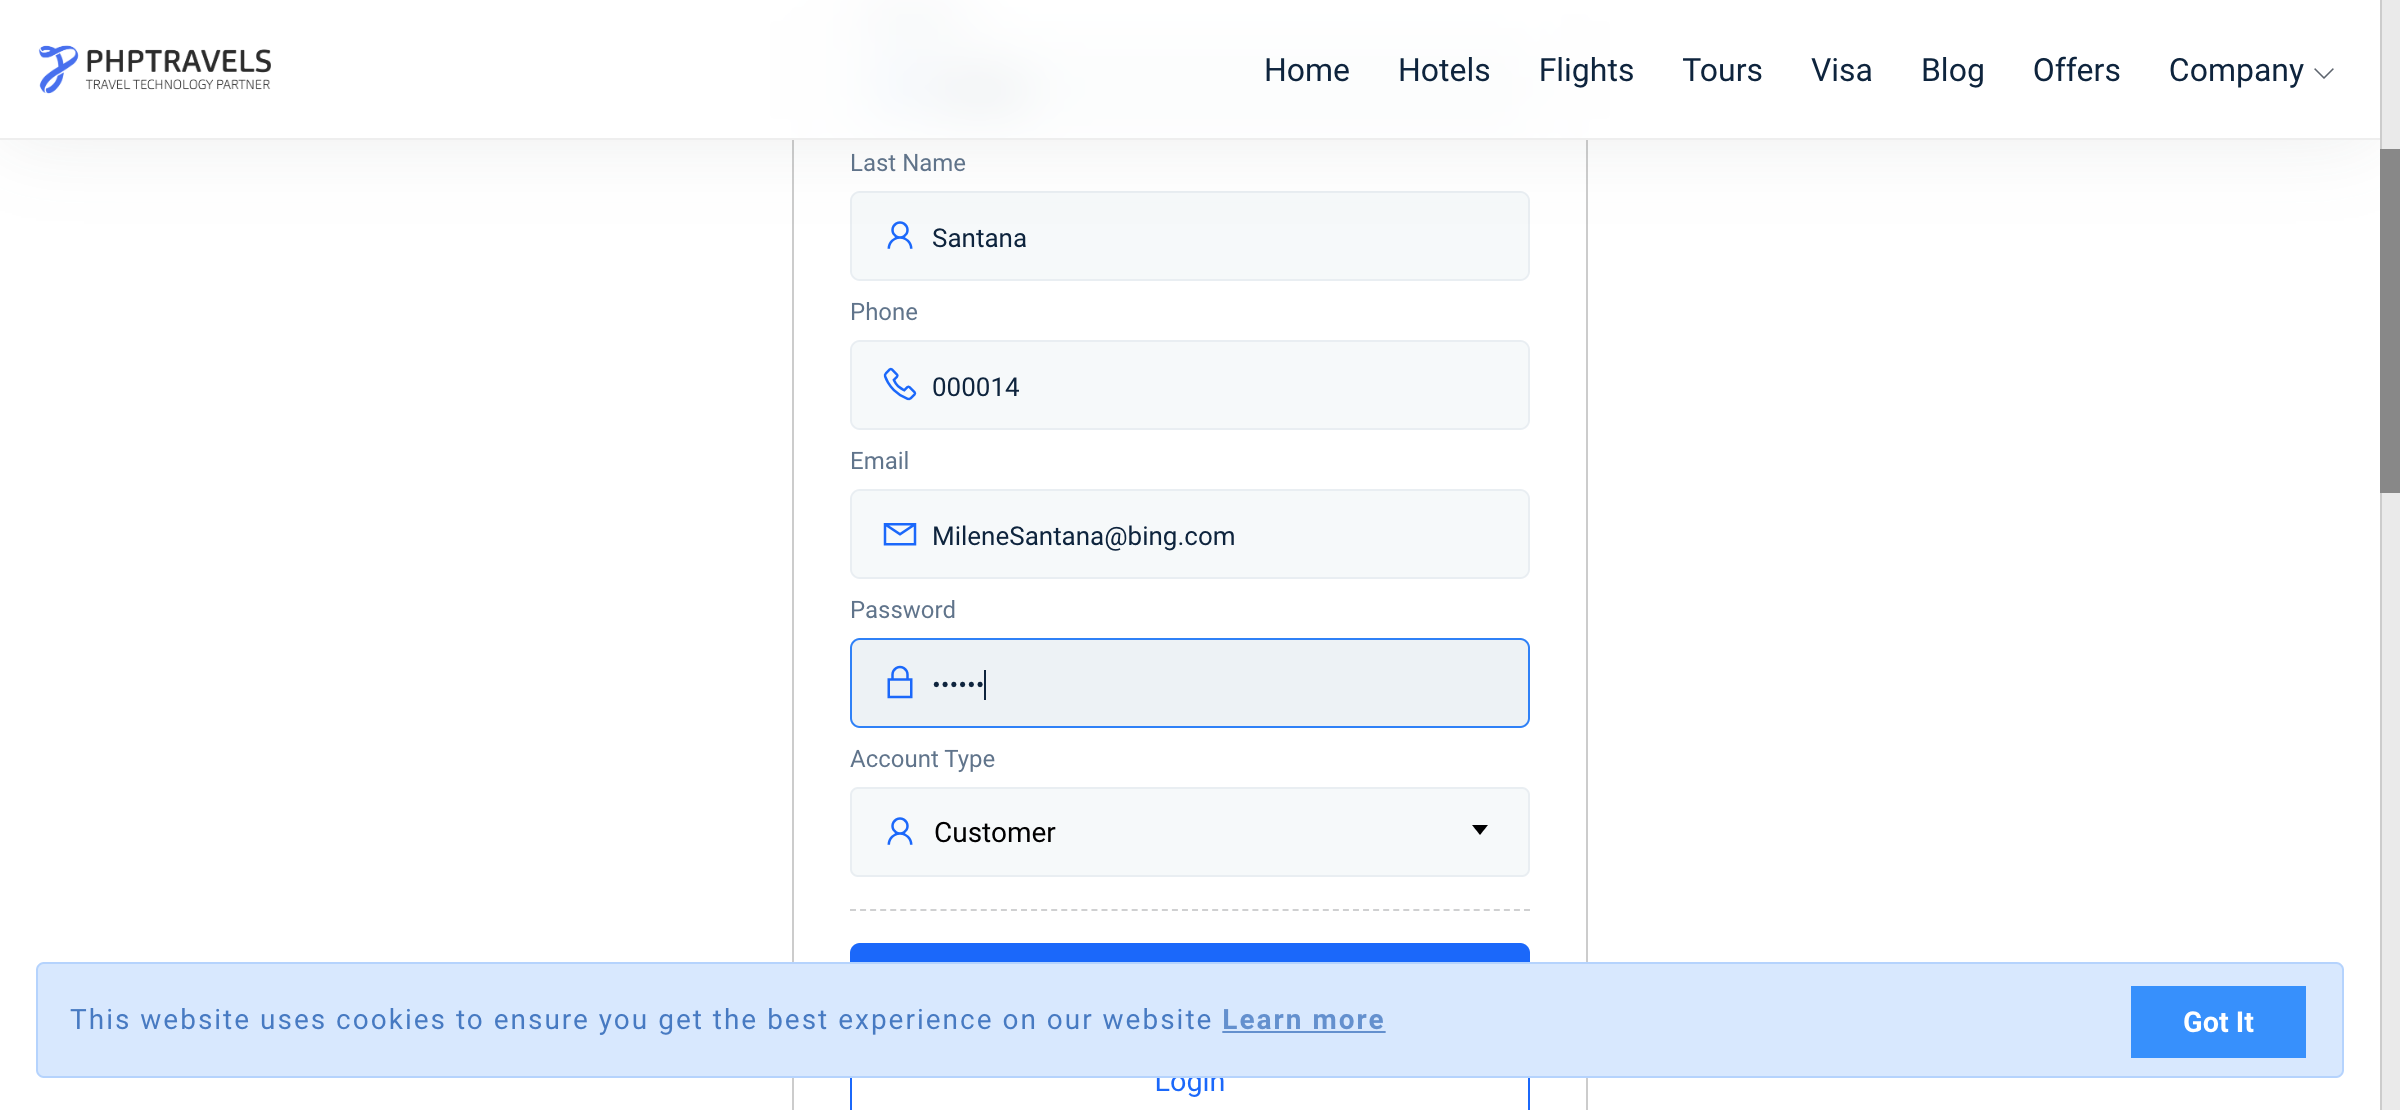 PHPTRAVELS
TRAVEL TECHNOLOGY PARTNER
Home Hotels Flights Tours Visa Blog Offers Company
Last Name
Santana
Phone
000014
Email
MileneSantana@bing.com
Password
••••••
Account Type
Customer
This website uses cookies to ensure you get the best experience on our website Learn more
Got It
Login